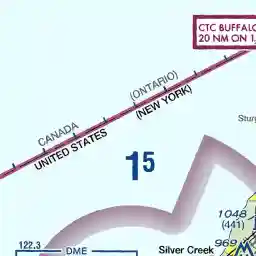 CTC BUFFALO
20 NM ON 1
(ONTARIO)
(NEW YORK)
CANADA
UNITED STATES
15
1048
(441)
969
122.3
DME
Silver Creek